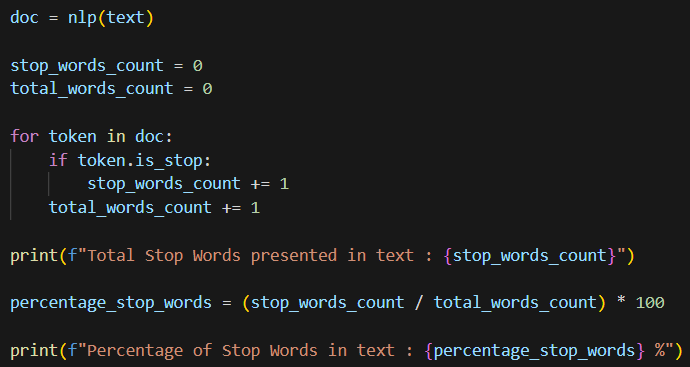 doc = nlp(text)
stop_words_count = 0
total_words_count = 0
for token in doc:
    if token.is_stop:
        stop_words_count += 1
    total_words_count += 1
print(f"Total Stop Words presented in text : {stop_words_count}")
percentage_stop_words = (stop_words_count / total_words_count) * 100
print(f"Percentage of Stop Words in text : {percentage_stop_words} %")